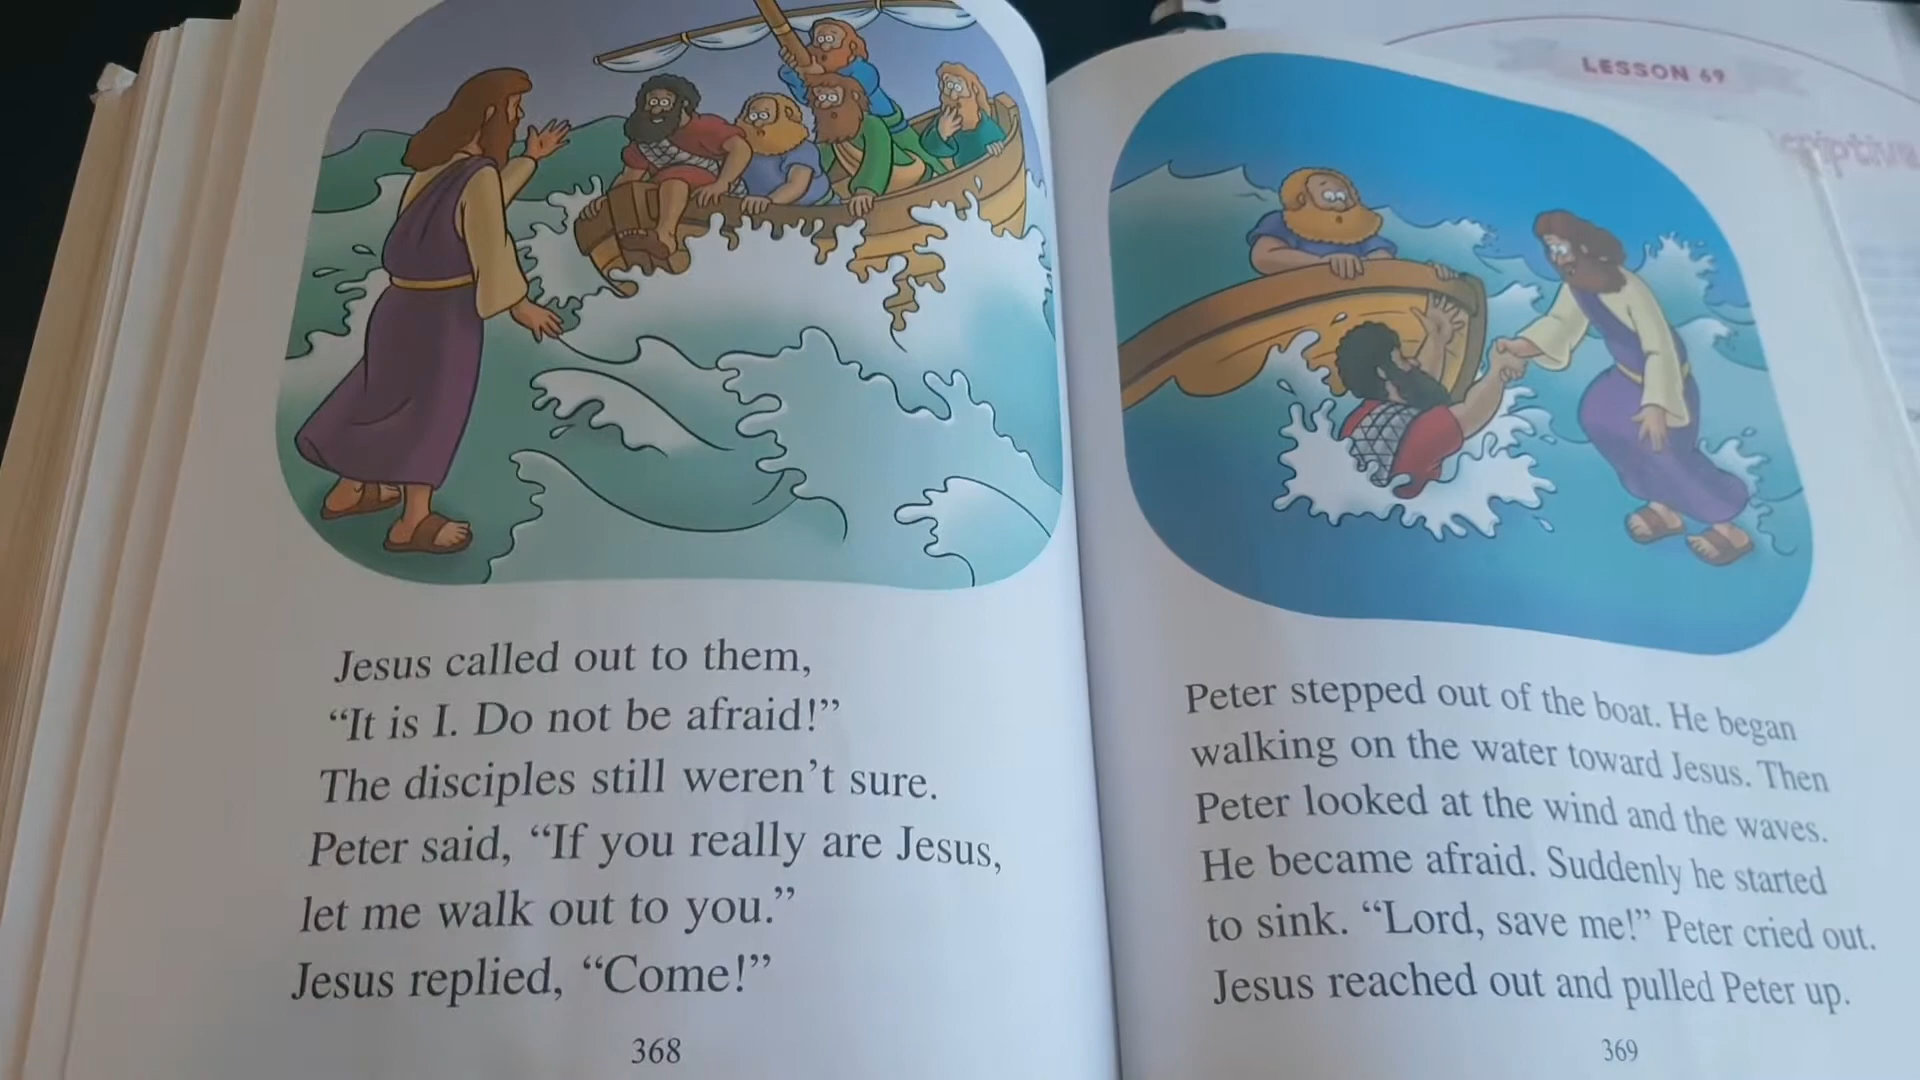 Jesus called out to them,
“It is I. Do not be afraid!”
The disciples still weren’t sure.
Peter said, “If you really are Jesus,
let me walk out to you.”
Jesus replied, “Come!”
368
Peter stepped out of the boat. He began
walking on the water toward Jesus. Then
Peter looked at the wind and the waves.
He became afraid. Suddenly he started
to sink. “Lord, save me!” Peter cried out.
Jesus reached out and pulled Peter up.
369
LESSON 69